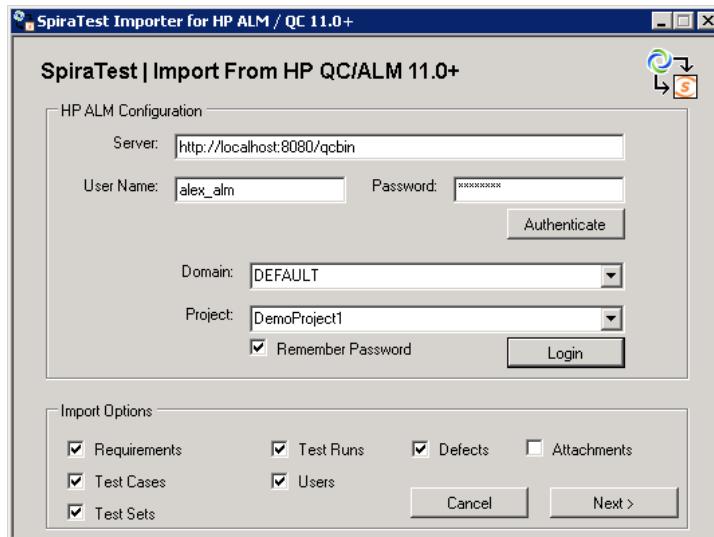 SpiraTest Importer for HP ALM / QC 11.0+
SpiraTest | Import From HP QC/ALM 11.0+
HP ALM Configuration
Server: http://localhost:8080/qcbin
User Name: alex_alm Password: ××××××××
Authenticate
Domain: DEFAULT
Project: DemoProject1
Remember Password Login
Import Options
Requirements Test Runs Defects Attachments
Test Cases Users
Cancel Next >
Test Sets